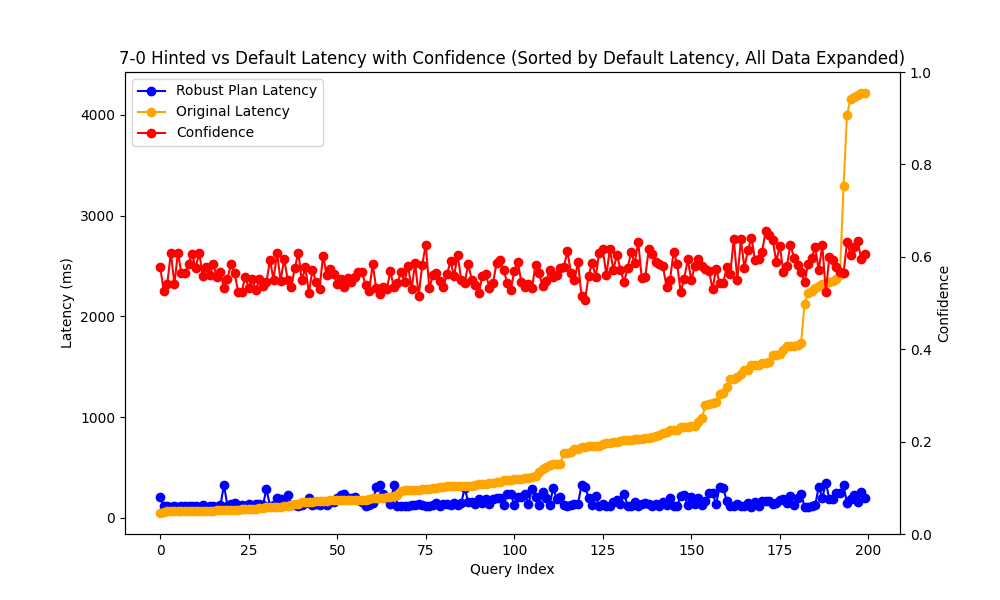 7-0 Hinted vs Default Latency with Confidence (Sorted by Default Latency, All Data Expanded)
Robust Plan Latency
Original Latency
Confidence
Latency (ms)
4000
3000
2000
1000
0
0
25
50
75
100
125
150
175
200
Query Index
1.0
0.8
0.6
0.4
0.2
0.0
Confidence